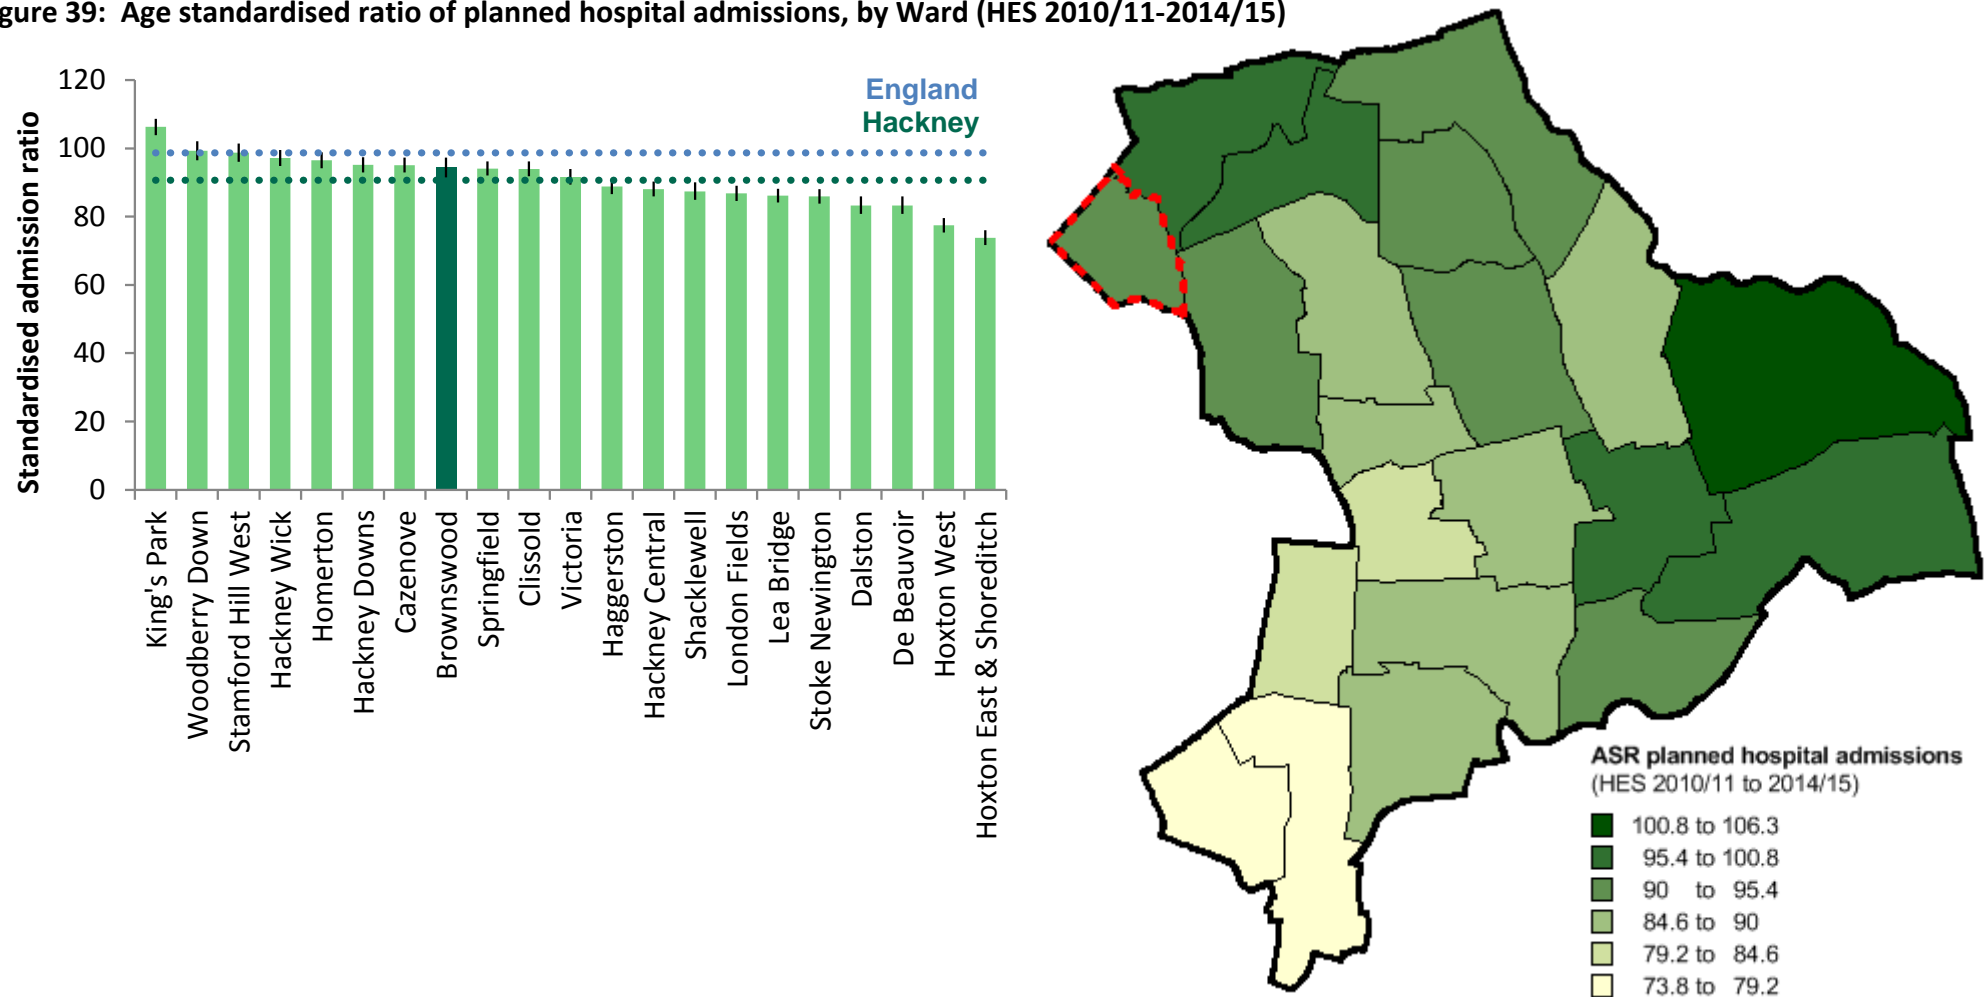 gure 39:  Age standardised ratio of planned hospital admissions, by Ward (HES 2010/11-2014/15)
Standardised admission ratio
120
100
80
60
40
20
0
England
Hackney
King's Park
Woodberry Down
Stamford Hill West
Hackney Wick
Homerton
Hackney Downs
Cazenove
Brownswood
Springfield
Clissold
Victoria
Haggerston
Hackney Central
Shacklewell
London Fields
Lea Bridge
Stoke Newington
Dalston
De Beauvoir
Hoxton West
Hoxton East & Shoreditch
ASR planned hospital admissions
(HES 2010/11 to 2014/15)
100.8 to 106.3
95.4 to 100.8
90 to 95.4
84.6 to 90
79.2 to 84.6
73.8 to 79.2